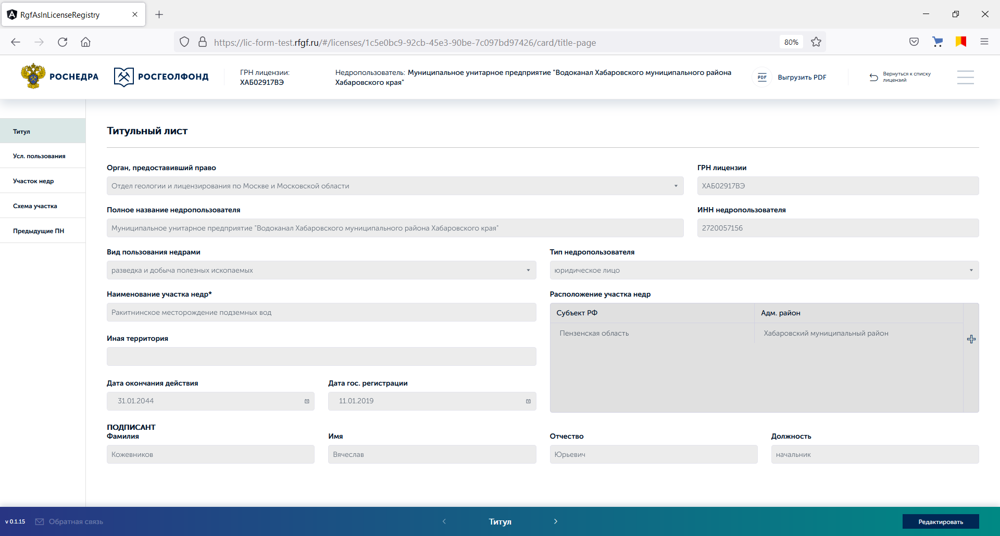 RgfAsInLicenseRegistry
https://lic-form-test.rfgf.ru/#/licenses/1c5e0bc9-92cb-45e3-90be-7c097bd97426/card/title-page
80%
РОСНЕДРА
РОСГЕОЛФОНД
ГРН лицензии:
ХАБ02917ВЭ
Недропользователь: Муниципальное унитарное предприятие "Водоканал Хабаровского муниципального района
Хабаровского края"
PDF
Выгрузить PDF
Вернуться к списку
лицензий
Титул
Усл. пользования
Участок недр
Схема участка
Предыдущие ПН
Титульный лист
Орган, предоставивший право
ГРН лицензии
Отдел геологии и лицензирования по Москве и Московской области
ХАБ02917ВЭ
Полное название недропользователя
ИНН недропользователя
Муниципальное унитарное предприятие "Водоканал Хабаровского муниципального района Хабаровского края"
2720057156
Вид пользования недрами
Тип недропользователя
разведка и добыча полезных ископаемых
юридическое лицо
Наименование участка недр*
Расположение участка недр
Ракитнинское месторождение подземных вод
Субъект РФ
Адм. район
Пензенская область
Хабаровский муниципальный район
Иная территория
Дата окончания действия
Дата гос. регистрации
31.01.2044
11.01.2019
ПОДПИСАНТ
Фамилия
Имя
Отчество
Должность
Кожевников
Вячеслав
Юрьевич
начальник
v 0.1.15
Обратная связь
Титул
Редактировать